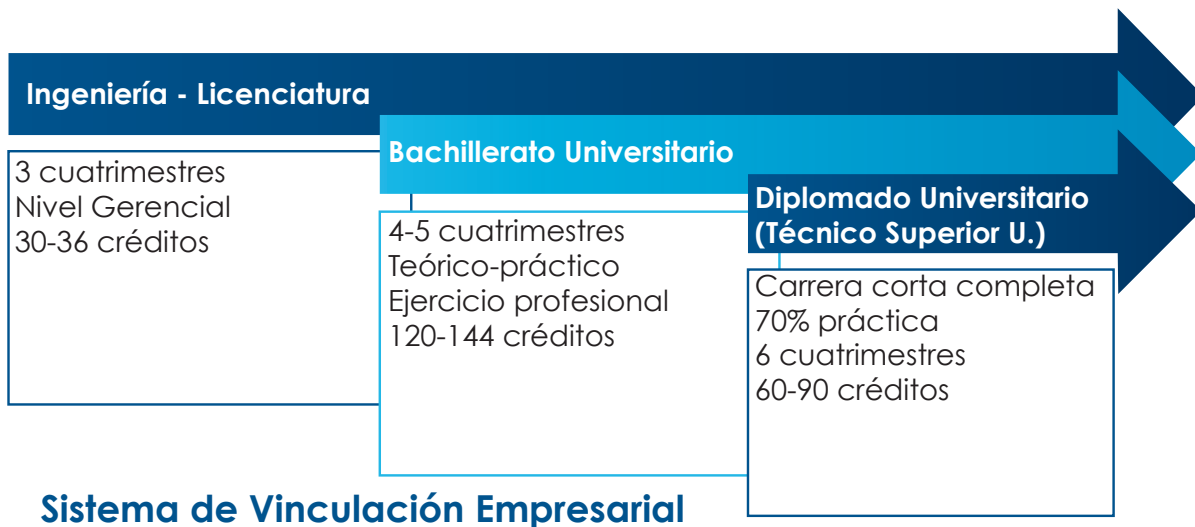 Ingeniería - Licenciatura
3 cuatrimestres
Nivel Gerencial
30-36 créditos
Bachillerato Universitario
4-5 cuatrimestres
Teórico-práctico
Ejercicio profesional
120-144 créditos
Diplomado Universitario
(Técnico Superior U.)
Carrera corta completa
70% práctica
6 cuatrimestres
60-90 créditos
Sistema de Vinculación Empresarial